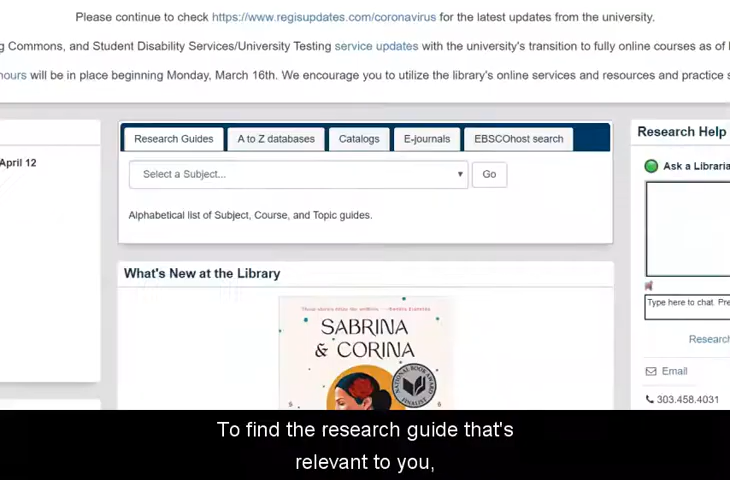 Please continue to check https://www.regisupdates.com/coronavirus for the latest updates from the university.
g Commons, and Student Disability Services/University Testing service updates with the university's transition to fully online courses as of
hours will be in place beginning Monday, March 16th. We encourage you to utilize the library's online services and resources and practice s
April 12
Research Guides A to Z databases Catalogs E-journals EBSCOhost search
Select a Subject... Go
Alphabetical list of Subject, Course, and Topic guides.
What's New at the Library
SABRINA
& CORINA
NATIONAL BOOK AWARD
FINALIST
Research Help
Ask a Libraria
Type here to chat. Pre
Researc
Email
303.458.4031
To find the research guide that's
relevant to you,